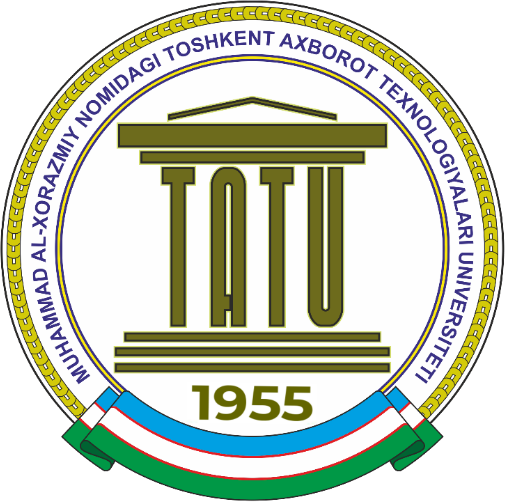 MUHAMMAD AL-XORAZMIY NOMIDAGI TOSHKENT AXBOROT TEXNOLOGIYALARI UNIVERSITETI
TATU
1955